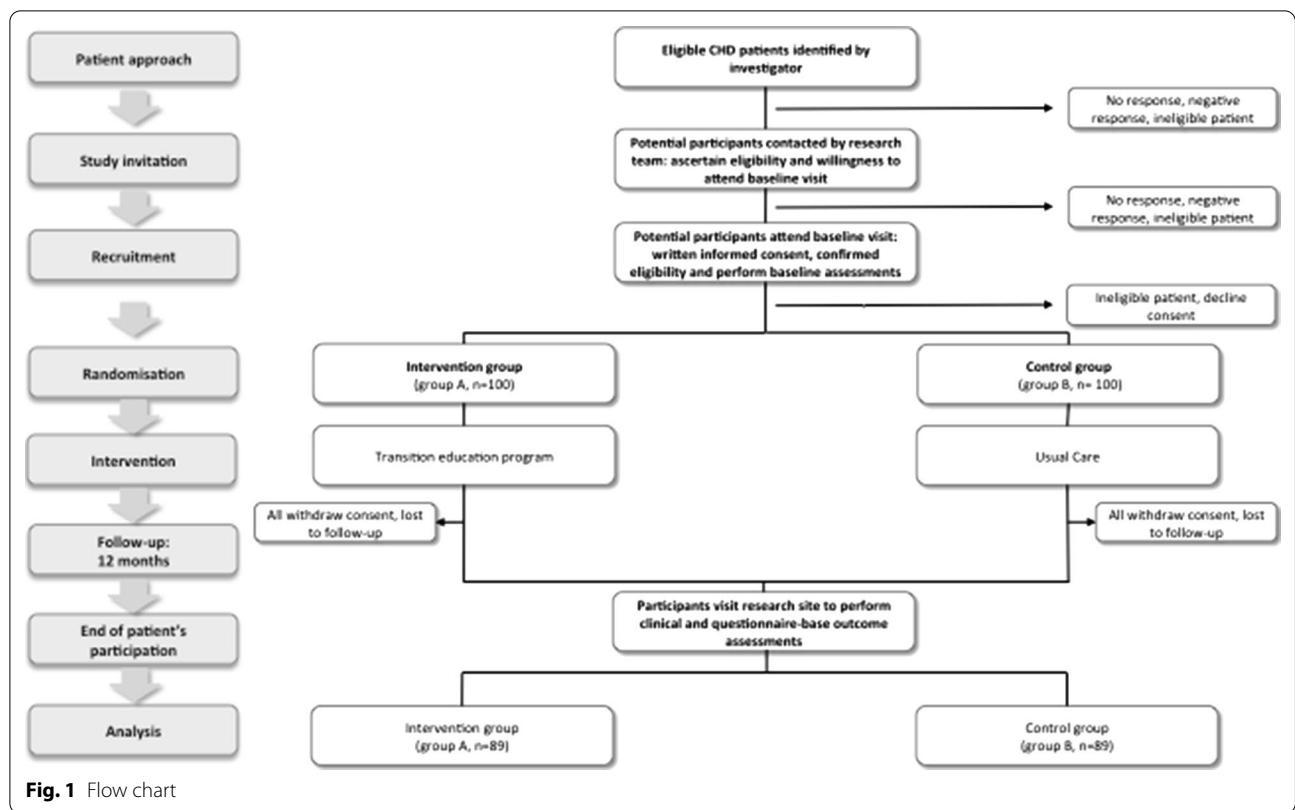 Patient approach
Study invitation
Recruitment
Randomisation
Intervention
Follow-up:
12 months
End of patient's
participation
Analysis
Eligible CHD patients identified by
investigator
No response, negative
response, ineligible patient
Potential participants contacted by research
team: ascertain eligibility and willingness to
attend baseline visit
No response, negative
response, ineligible patient
Potential participants attend baseline visit:
written informed consent, confirmed
eligibility and perform baseline assessments
Ineligible patient, decline
consent
Intervention group
(group A, n=100)
Control group
(group B, n= 100)
Transition education program
Usual Care
All withdraw consent, lost
to follow-up
All withdraw consent, lost
to follow-up
Participants visit research site to perform
clinical and questionnaire-base outcome
assessments
Intervention group
(group A, n=89)
Control group
(group B, n=89)
Fig. 1 Flow chart